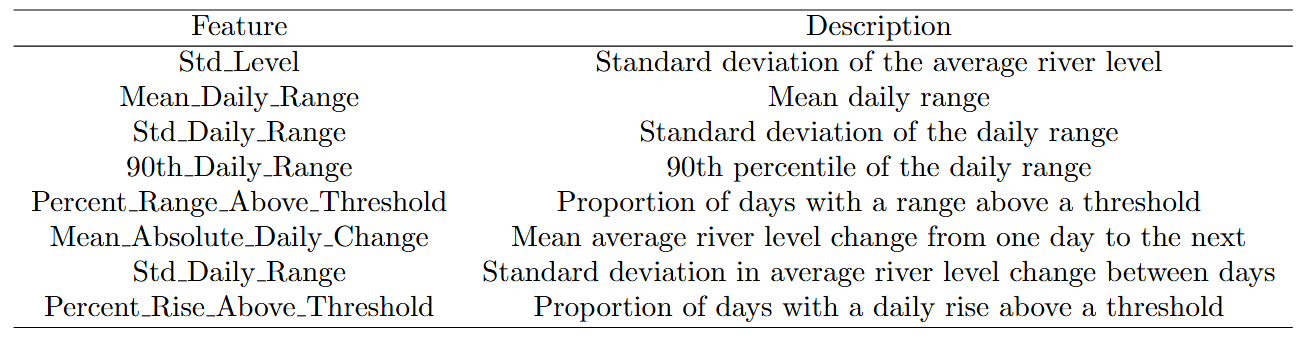 Feature Description
Std_Level Standard deviation of the average river level
Mean_Daily_Range Mean daily range
Std_Daily_Range Standard deviation of the daily range
90th_Daily_Range 90th percentile of the daily range
Percent_Range_Above_Threshold Proportion of days with a range above a threshold
Mean_Absolute_Daily_Change Mean average river level change from one day to the next
Std_Daily_Range Standard deviation in average river level change between days
Percent_Rise_Above_Threshold Proportion of days with a daily rise above a threshold